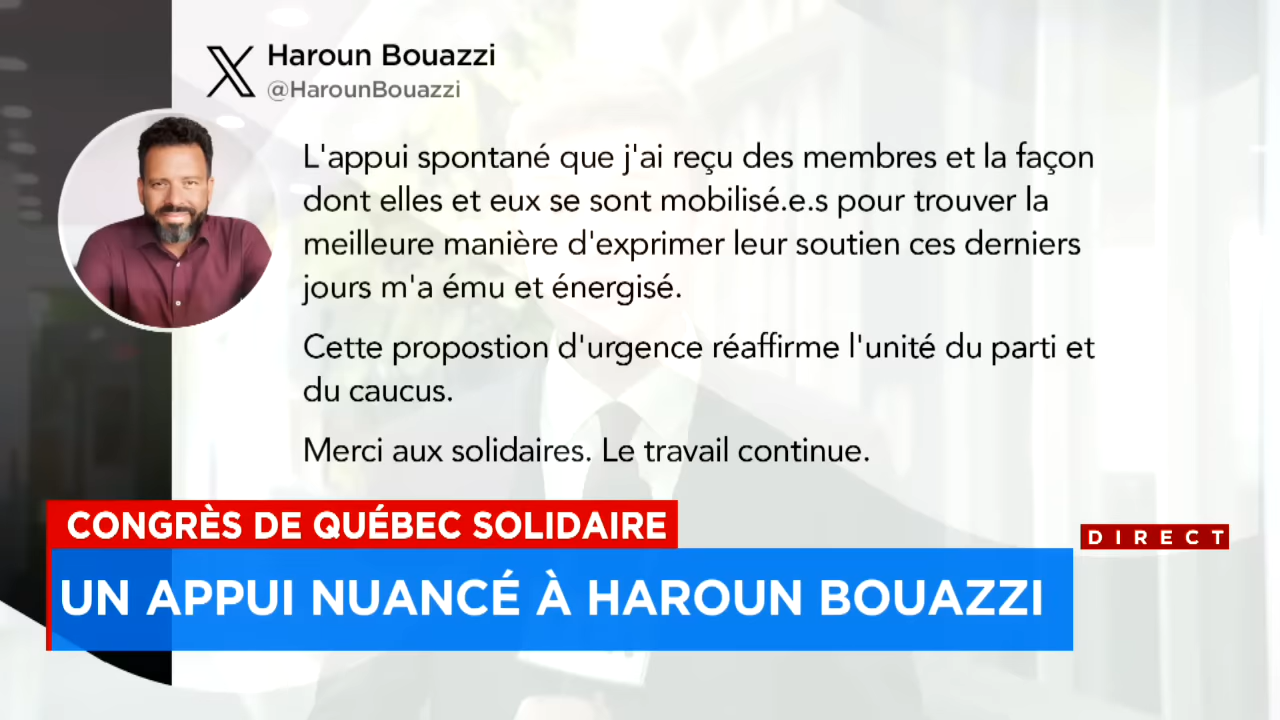 Haroun Bouazzi
@HarounBouazzi
L'appui spontané que j'ai reçu des membres et la façon
dont elles et eux se sont mobilisé.e.s pour trouver la
meilleure manière d'exprimer leur soutien ces derniers
jours m'a ému et énergisé.
Cette propostion d'urgence réaffirme l'unité du parti et
du caucus.
Merci aux solidaires. Le travail continue.
CONGRÈS DE QUÉBEC SOLIDAIRE
DIRECT
UN APPUI NUANCÉ À HAROUN BOUAZZI